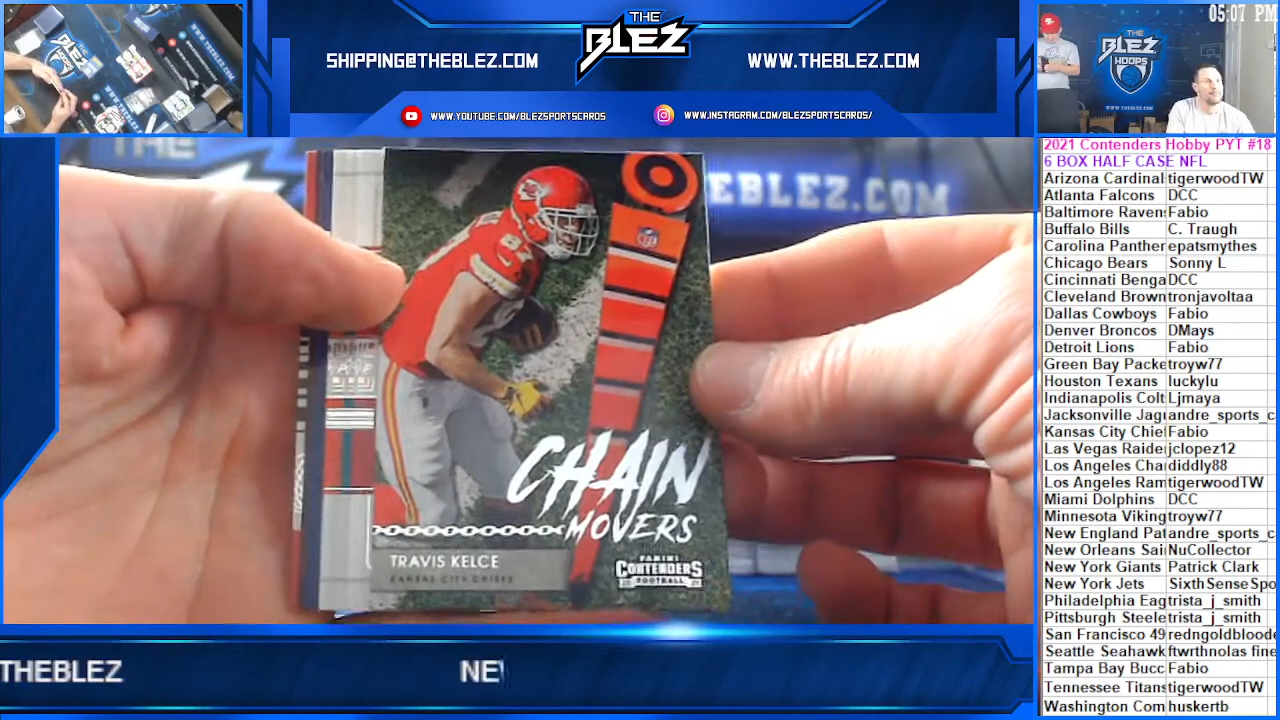 05:07 PM
THE
BLEZ
SHIPPING@THEBLEZ.COM
WWW.THEBLEZ.COM
WWW.YOUTUBE.COM/BLEZSPORTSCARDS
WWW.INSTAGRAM.COM/BLEZSPORTSCARDS/
THE
BLEZ
HOOPS
THE
BLEZ.COM
87
NFL
CHAIN
MOVERS
TRAVIS KELCE
KANSAS CITY CHIEFS
PANINI
CONTENDERS
FOOTBALL
2021 Contenders Hobby PYT #18
6 BOX HALF CASE NFL
Arizona Cardinal tigerwoodTW
Atlanta Falcons DCC
Baltimore Raven Fabio
Buffalo Bills C. Traugh
Carolina Panther epatsmythes
Chicago Bears Sonny L
Cincinnati Benga DCC
Cleveland Brown tronjavoltaa
Dallas Cowboys Fabio
Denver Broncos DMays
Detroit Lions Fabio
Green Bay Packe troyw77
Houston Texans luckylu
Indianapolis Colt Ljmaya
Jacksonville Jagu andre_sports_c
Kansas City Chie Fabio
Las Vegas Raide jclopez12
Los Angeles Cha diddly88
Los Angeles Ram tigerwoodTW
Miami Dolphins DCC
Minnesota Viking troyw77
New England Pat andre_sports_c
New Orleans Sai NuCollector
New York Giants Patrick Clark
New York Jets SixthSenseSpo
Philadelphia Eag trista_j_smith
Pittsburgh Steele trista_j_smith
San Francisco 49 redngoldbloode
Seattle Seahawk ftwrthnolas fine
Tampa Bay Bucc Fabio
Tennessee Titans tigerwoodTW
Washington Com huskertb
THEBLEZ
NE